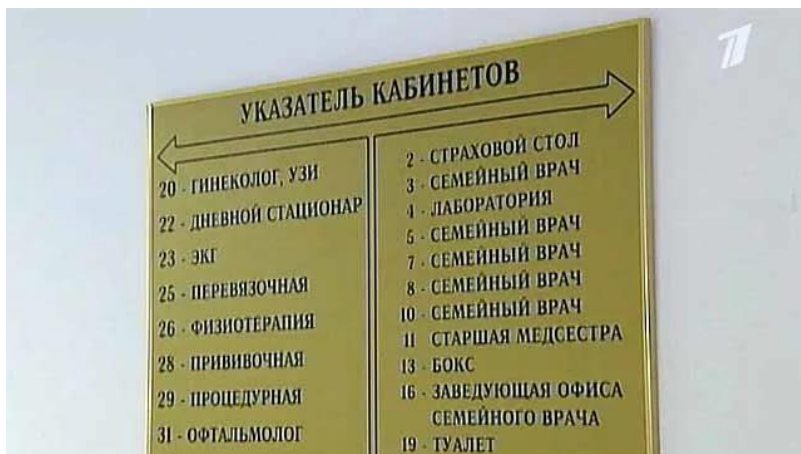 УКАЗАТЕЛЬ КАБИНЕТОВ
20 - ГИНЕКОЛОГ, УЗИ
22 - ДНЕВНОЙ СТАЦИОНАР
23 - ЭКГ
25 - ПЕРЕВЯЗОЧНАЯ
26 - ФИЗИОТЕРАПИЯ
28 - ПРИВИВОЧНАЯ
29 - ПРОЦЕДУРНАЯ
31 - ОФТАЛЬМОЛОГ
2 - СТРАХОВОЙ СТОЛ
3 - СЕМЕЙНЫЙ ВРАЧ
4 - ЛАБОРАТОРИЯ
5 - СЕМЕЙНЫЙ ВРАЧ
7 - СЕМЕЙНЫЙ ВРАЧ
8 - СЕМЕЙНЫЙ ВРАЧ
10 - СЕМЕЙНЫЙ ВРАЧ
11 СТАРШАЯ МЕДСЕСТРА
13 - БОКС
16 - ЗАВЕДУЮЩАЯ ОФИСА
СЕМЕЙНОГО ВРАЧА
19 - ТУАЛЕТ
1